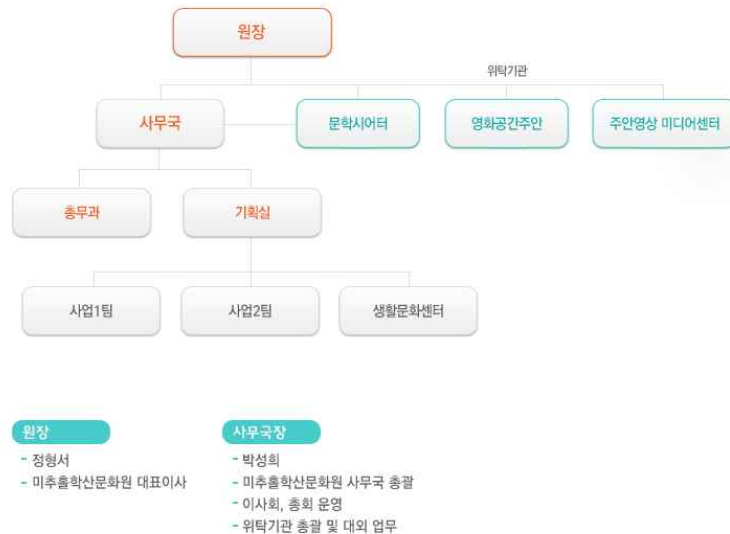 원장
위탁기관
사무국
문학시어터
영화공간주안
주안영상 미디어센터
총무과
기획실
사업1팀
사업2팀
생활문화센터
원장
- 정형서
- 미추홀학산문화원 대표이사
사무국장
- 박성희
- 미추홀학산문화원 사무국 총괄
- 이사회, 총회 운영
- 위탁기관 총괄 및 대외 업무